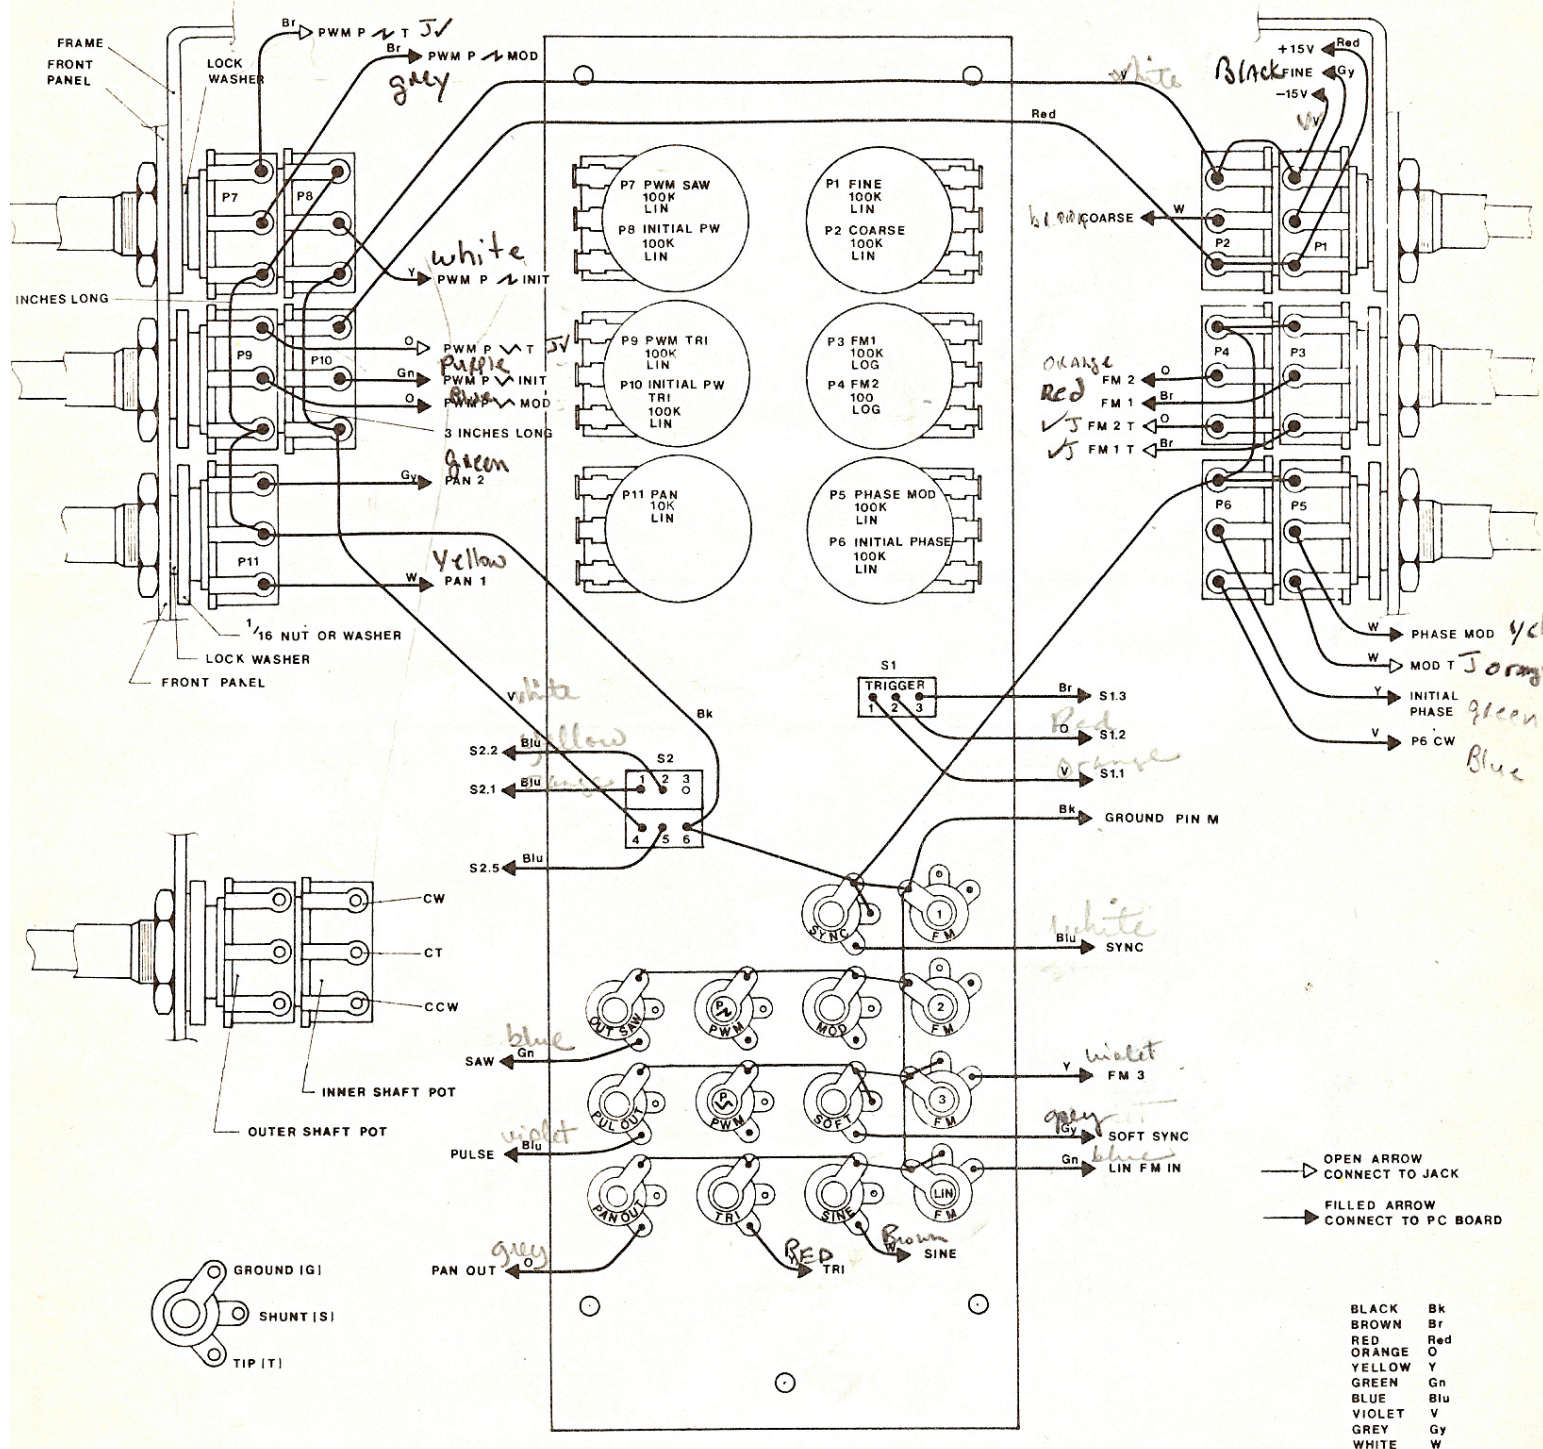 FRAME
FRONT
PANEL
LOCK
WASHER
Br
PWM P T J✓
Br
PWM P MOD
grey
white
V
Red
+15V
Red
BLACK
FINE
Gy
-15V
V
P7
P8
P7 PWM SAW
100K
LIN
P8 INITIAL PW
100K
LIN
P1 FINE
100K
LIN
P2 COARSE
100K
LIN
COARSE
W
P2
P1
white
Y
PWM P INIT
INCHES LONG
P9
P10
O
PWM P T J✓
Purple
Gn
PWM P INIT
Blue
O
PWM P MOD
3 INCHES LONG
P9 PWM TRI
100K
LIN
P10 INITIAL PW
TRI
100K
LIN
P3 FM1
100K
LOG
P4 FM2
100
LOG
P4
P3
ORANGE
FM 2
O
Red
FM 1
Br
✓J FM 2 T
O
✓J FM 1 T
Br
green
Gy
PAN 2
Yellow
W
PAN 1
P11
P11 PAN
10K
LIN
P5 PHASE MOD
100K
LIN
P6 INITIAL PHASE
100K
LIN
P6
P5
1/16 NUT OR WASHER
LOCK WASHER
FRONT PANEL
W
PHASE MOD
W
MOD T J orang
Y
INITIAL
PHASE
green
V
P6 CW
Blue
V
white
Bk
S1
TRIGGER
1 2 3
Br
S1.3
Red
O
S1.2
orange
V
S1.1
S2.2
Blu
yellow
S2.1
Blu
orange
S2
1 2 3
4 5 6
S2.5
Blu
Bk
GROUND PIN M
SYNC
1
FM
white
Blu
SYNC
CW
CT
CCW
INNER SHAFT POT
OUTER SHAFT POT
OUT SAW
P
PWM
MOD
2
FM
blue
SAW
Gn
PUL OUT
P
PWM
SOFT
3
FM
Y
violet
FM 3
grey
Gy
SOFT SYNC
blue
Gn
LIN FM IN
violet
PULSE
Blu
PAN OUT
TRI
SINE
LIN
FM
grey
PAN OUT
O
RED
TRI
Brown
W
SINE
OPEN ARROW
CONNECT TO JACK
FILLED ARROW
CONNECT TO PC BOARD
GROUND (G)
SHUNT (S)
TIP (T)
BLACK Bk
BROWN Br
RED Red
ORANGE O
YELLOW Y
GREEN Gn
BLUE Blu
VIOLET V
GREY Gy
WHITE W